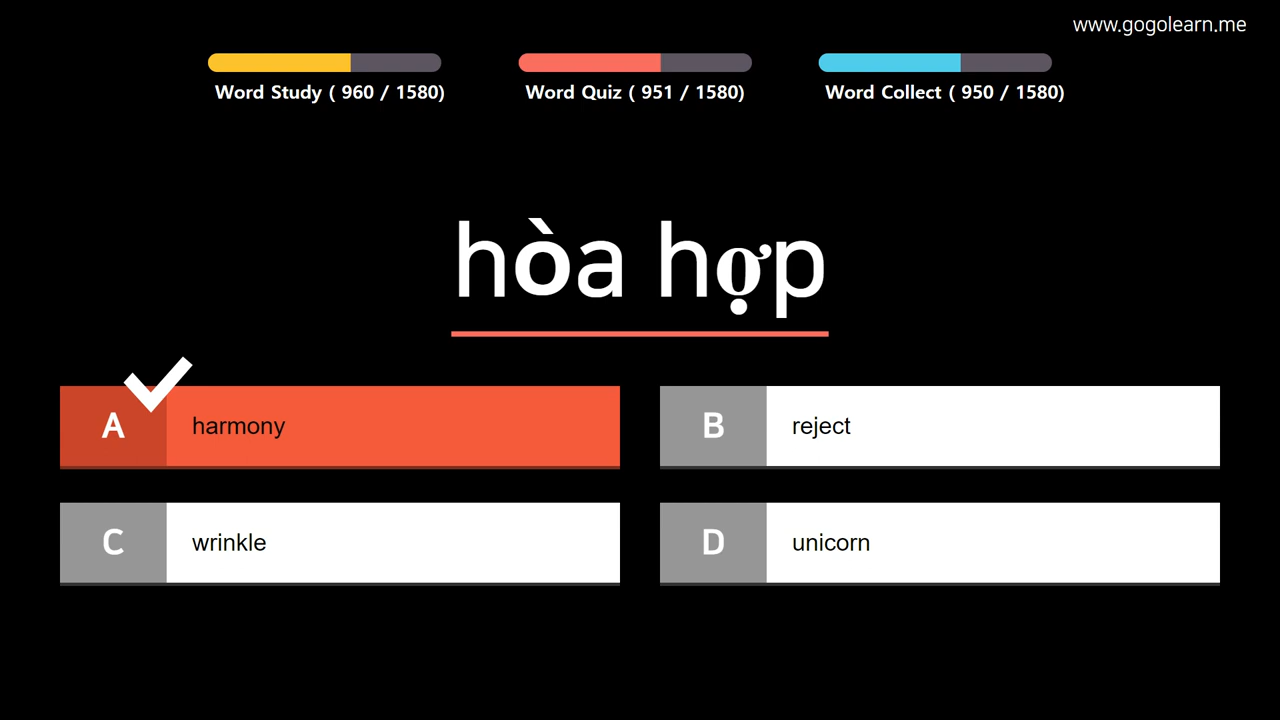 www.gogolearn.me
Word Study ( 960 / 1580)
Word Quiz ( 951 / 1580)
Word Collect ( 950 / 1580)
hòa hợp
A harmony
B reject
C wrinkle
D unicorn